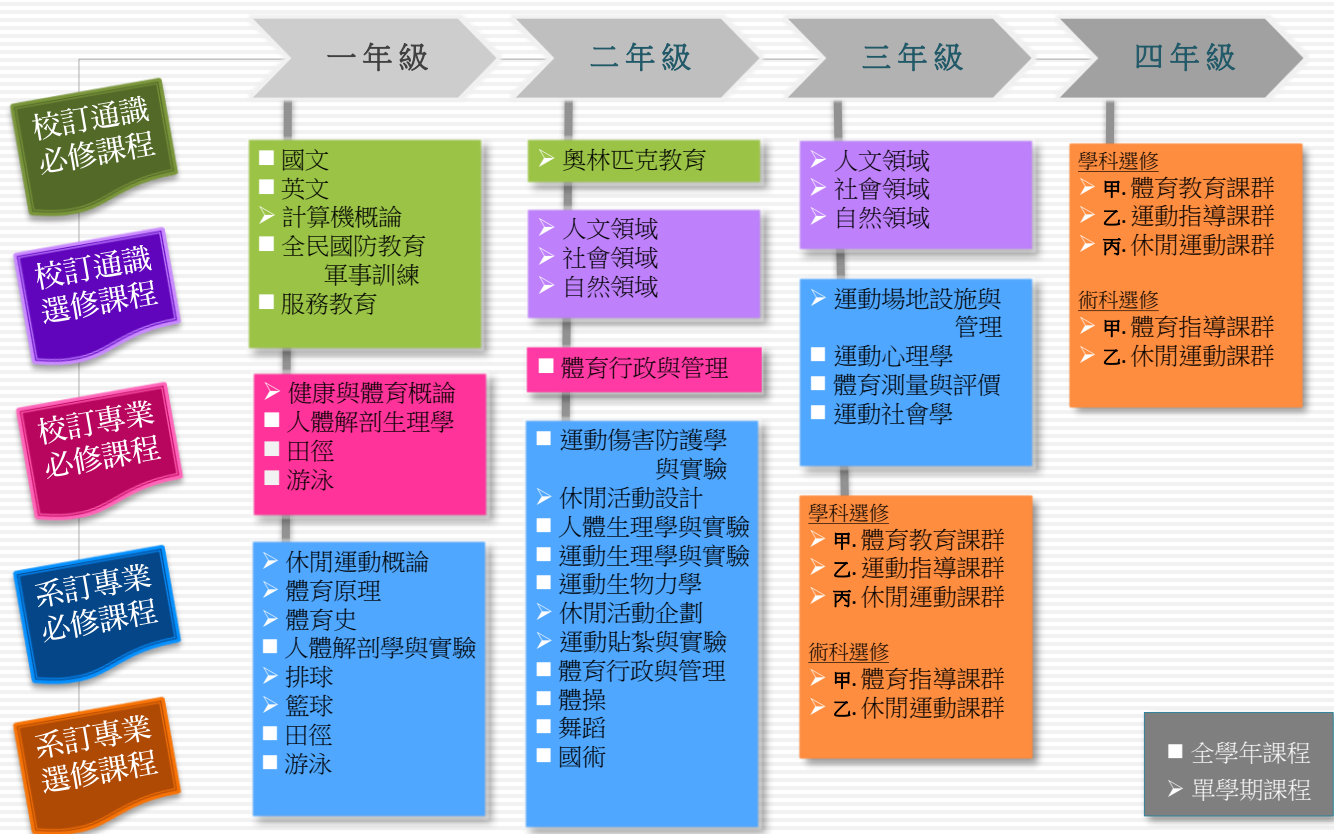 一年級
二年級
三年級
四年級
校訂通識
必修課程
校訂通識
選修課程
校訂專業
必修課程
系訂專業
必修課程
系訂專業
選修課程
■ 國文
■ 英文
➢ 計算機概論
■ 全民國防教育
軍事訓練
■ 服務教育
➢ 健康與體育概論
■ 人體解剖生理學
■ 田徑
■ 游泳
➢ 休閒運動概論
➢ 體育原理
➢ 體育史
■ 人體解剖學與實驗
➢ 排球
➢ 籃球
■ 田徑
■ 游泳
➢ 奧林匹克教育
➢ 人文領域
➢ 社會領域
➢ 自然領域
■ 體育行政與管理
■ 運動傷害防護學
與實驗
➢ 休閒活動設計
■ 人體生理學與實驗
■ 運動生理學與實驗
■ 運動生物力學
➢ 休閒活動企劃
➢ 運動貼紮與實驗
■ 體育行政與管理
■ 體操
■ 舞蹈
■ 國術
➢ 人文領域
➢ 社會領域
➢ 自然領域
➢ 運動場地設施與
管理
■ 運動心理學
■ 體育測量與評價
■ 運動社會學
學科選修
➢ 甲. 體育教育課群
➢ 乙. 運動指導課群
➢ 丙. 休閒運動課群
術科選修
➢ 甲. 體育指導課群
➢ 乙. 休閒運動課群
學科選修
➢ 甲. 體育教育課群
➢ 乙. 運動指導課群
➢ 丙. 休閒運動課群
術科選修
➢ 甲. 體育指導課群
➢ 乙. 休閒運動課群
■ 全學年課程
➢ 單學期課程